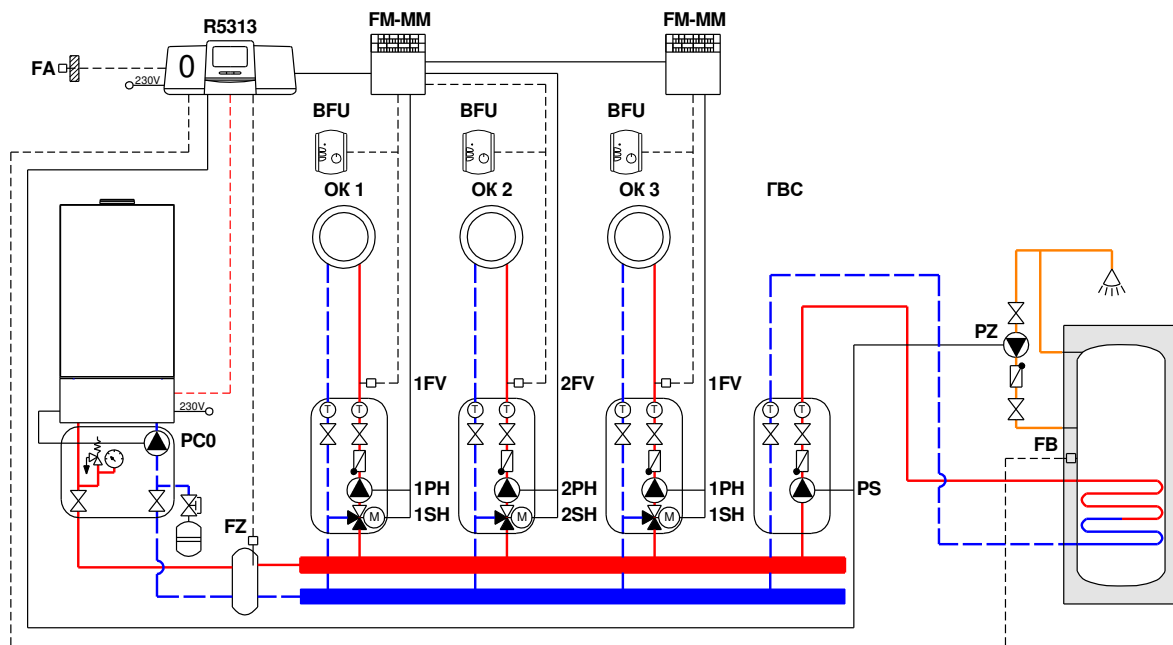 R5313
FM-MM
FM-MM
FA
0
230V
BFU
BFU
BFU
ОК 1
ОК 2
ОК 3
ГВС
PZ
1FV
2FV
1FV
230V
T
T
T
T
T
T
T
T
PC0
FB
1PH
2PH
1PH
PS
M
1SH
M
2SH
M
1SH
FZ